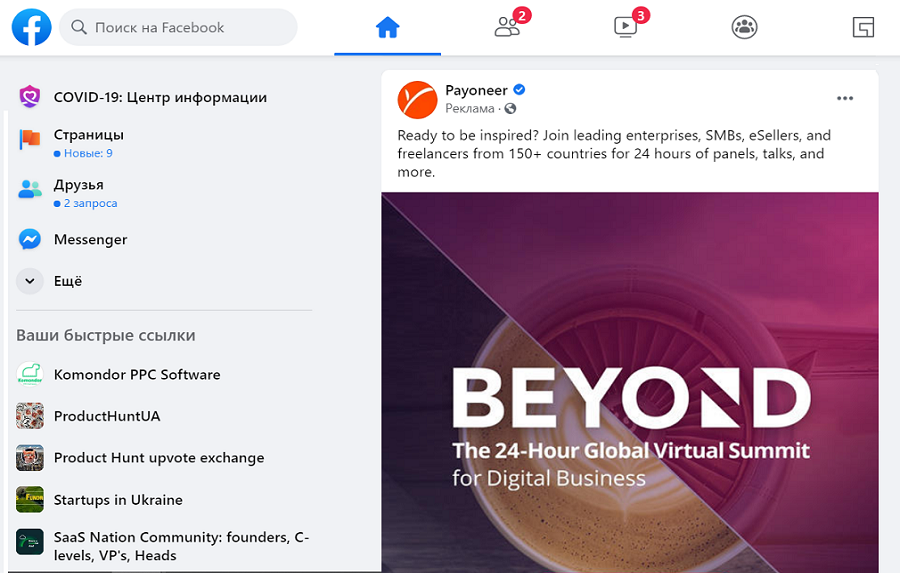 Поиск на Facebook
2
3
COVID-19: Центр информации
Страницы
Новые: 9
Друзья
2 запроса
Messenger
Ещё
Ваши быстрые ссылки
Komondor PPC Software
ProductHuntUA
Product Hunt upvote exchange
Startups in Ukraine
SaaS Nation Community: founders, C-
levels, VP's, Heads
Payoneer
Реклама ·
Ready to be inspired? Join leading enterprises, SMBs, eSellers, and
freelancers from 150+ countries for 24 hours of panels, talks, and
more.
BEYOND
The 24-Hour Global Virtual Summit
for Digital Business